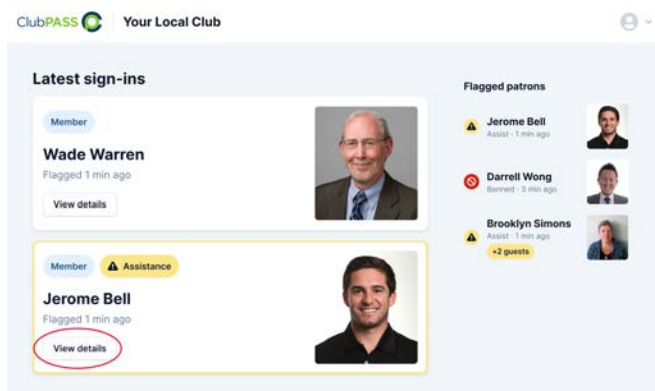 ClubPASS Your Local Club
Latest sign-ins
Member
Wade Warren
Flagged 1 min ago
View details
Member Assistance
Jerome Bell
Flagged 1 min ago
View details
Flagged patrons
Jerome Bell
Assist · 1 min ago
Darrell Wong
Banned · 3 min ago
Brooklyn Simons
Assist · 1 min ago
+2 guests